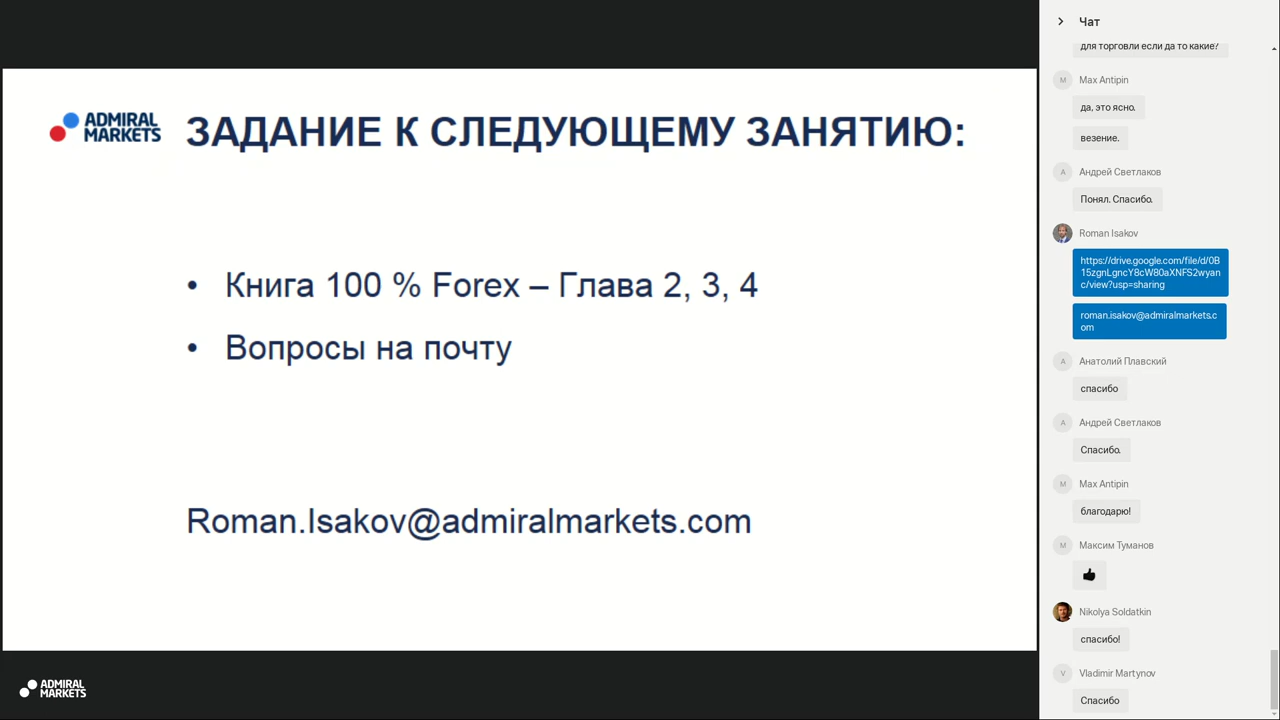 ADMIRAL
MARKETS
ЗАДАНИЕ К СЛЕДУЮЩЕМУ ЗАНЯТИЮ:
• Книга 100 % Forex – Глава 2, 3, 4
• Вопросы на почту
Roman.Isakov@admiralmarkets.com
ADMIRAL
MARKETS
Чат
для торговли если да то какие?
M
Max Antipin
да, это ясно.
везение.
А
Андрей Светлаков
Понял. Спасибо.
Roman Isakov
https://drive.google.com/file/d/0B
15zgnLgncY8cW80aXNFS2wyan
c/view?usp=sharing
roman.isakov@admiralmarkets.c
om
А
Анатолий Плавский
спасибо
А
Андрей Светлаков
Спасибо.
M
Max Antipin
благодарю!
М
Максим Туманов
Nikolya Soldatkin
спасибо!
V
Vladimir Martynov
Спасибо